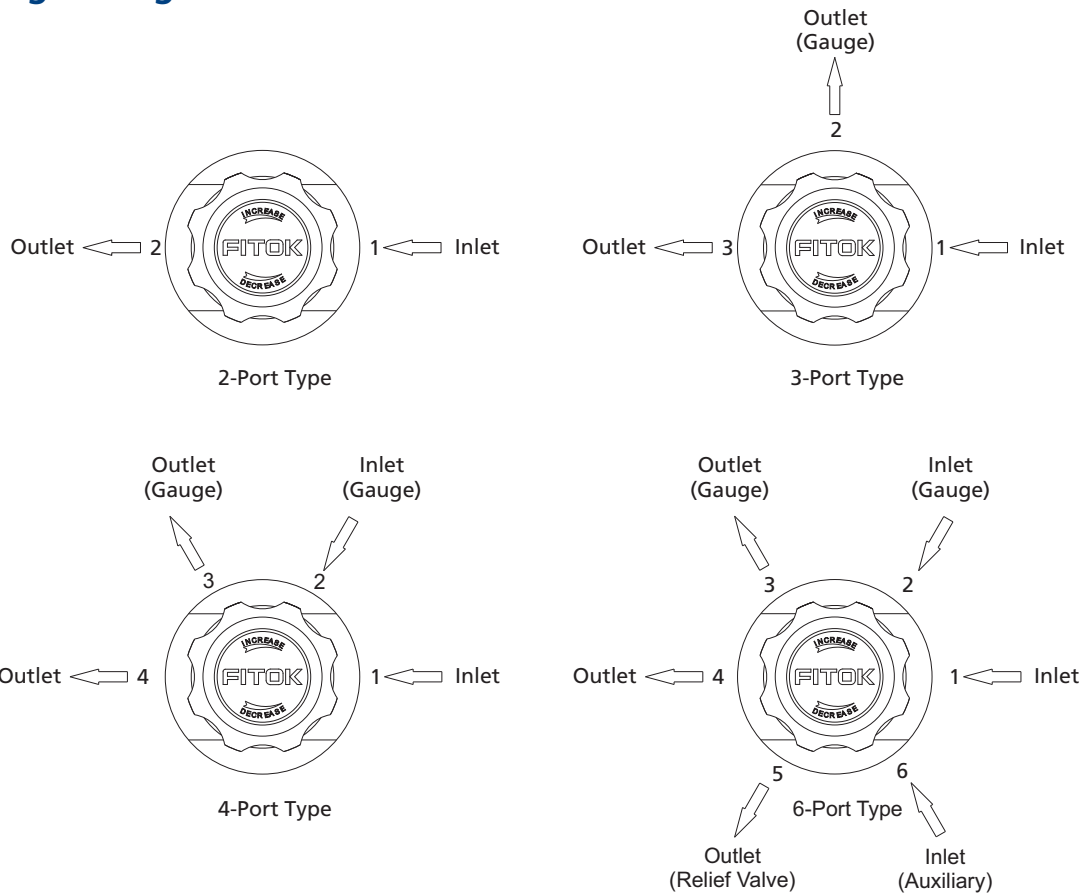 Outlet
(Gauge)
2
INCREASE
FITOK
DECREASE
Outlet
2
1
Inlet
2-Port Type
INCREASE
FITOK
DECREASE
Outlet
3
1
Inlet
3-Port Type
Outlet
(Gauge)
Inlet
(Gauge)
3
2
INCREASE
FITOK
DECREASE
Outlet
4
1
Inlet
4-Port Type
Outlet
(Gauge)
Inlet
(Gauge)
3
2
INCREASE
FITOK
DECREASE
Outlet
4
1
Inlet
5
6
6-Port Type
Outlet
(Relief Valve)
Inlet
(Auxiliary)